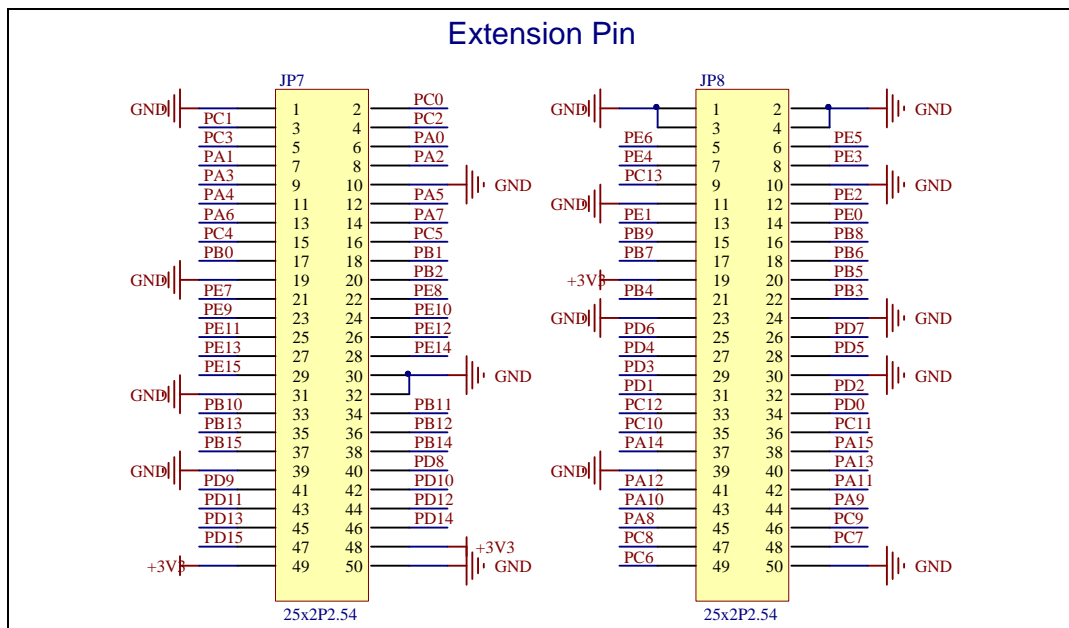 Extension Pin
JP7
GND 1 2 PC0
PC1 3 4 PC2
PC3 5 6 PA0
PA1 7 8 PA2
PA3 9 10 GND
PA4 11 12 PA5
PA6 13 14 PA7
PC4 15 16 PC5
PB0 17 18 PB1
GND 19 20 PB2
PE7 21 22 PE8
PE9 23 24 PE10
PE11 25 26 PE12
PE13 27 28 PE14
PE15 29 30 GND
GND 31 32
PB10 33 34 PB11
PB13 35 36 PB12
PB15 37 38 PB14
GND 39 40 PD8
PD9 41 42 PD10
PD11 43 44 PD12
PD13 45 46 PD14
PD15 47 48 +3V3
+3V3 49 50 GND
25x2P2.54
JP8
GND 1 2 GND
3 4
PE6 5 6 PE5
PE4 7 8 PE3
PC13 9 10 GND
GND 11 12 PE2
PE1 13 14 PE0
PB9 15 16 PB8
PB7 17 18 PB6
+3V3 19 20 PB5
PB4 21 22 PB3
GND 23 24 GND
PD6 25 26 PD7
PD4 27 28 PD5
PD3 29 30 GND
PD1 31 32 PD2
PC12 33 34 PD0
PC10 35 36 PC11
PA14 37 38 PA15
GND 39 40 PA13
PA12 41 42 PA11
PA10 43 44 PA9
PA8 45 46 PC9
PC8 47 48 PC7
PC6 49 50 GND
25x2P2.54